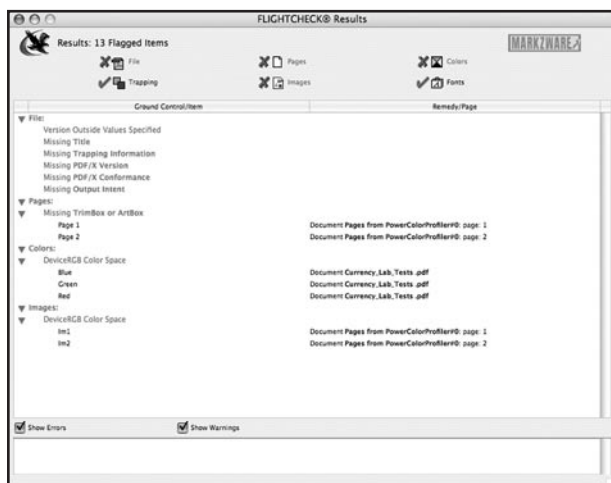 FLIGHTCHECK® Results
Results: 13 Flagged Items
MARKZWARE
File Pages Colors
Trapping Images Fonts
Ground Control/Item Remedy/Page
File:
Version Outside Values Specified
Missing Title
Missing Trapping Information
Missing PDF/X Version
Missing PDF/X Conformance
Missing Output Intent
Pages:
Missing TrimBox or ArtBox
Page 1 Document Pages from PowerColorProfiler#0: page: 1
Page 2 Document Pages from PowerColorProfiler#0: page: 2
Colors:
DeviceRGB Color Space
Blue Document Currency_Lab_Tests .pdf
Green Document Currency_Lab_Tests .pdf
Red Document Currency_Lab_Tests .pdf
Images:
DeviceRGB Color Space
Im1 Document Pages from PowerColorProfiler#0: page: 1
Im2 Document Pages from PowerColorProfiler#0: page: 2
Show Errors Show Warnings